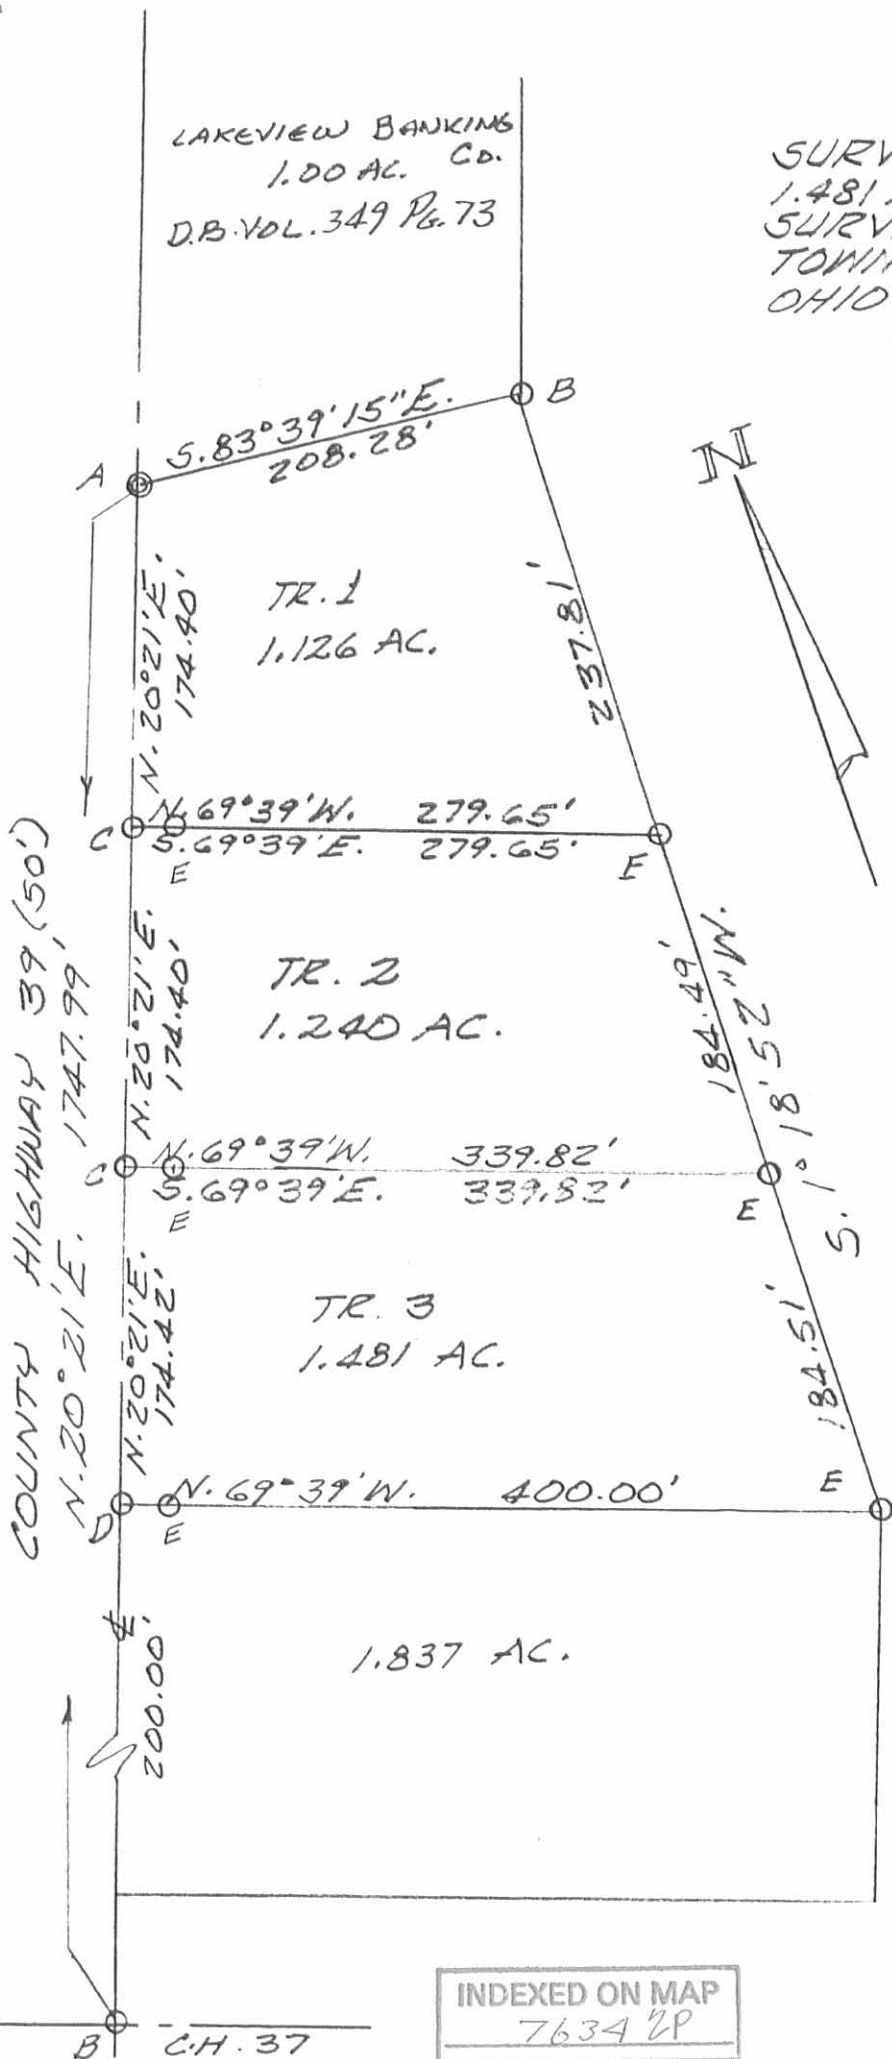 LAKEVIEW BANKING
1.00 AC. CO.
D.B. VOL. 349 PG. 73
SURV
1.481
SURV
TOWN
OHIO
B
S. 83° 39' 15" E.
208.28'
A
N
TR. 1
1.126 AC.
N. 20° 21' E.
174.40'
237.81'
N. 69° 39' W. 279.65'
C
S. 69° 39' E. 279.65'
E
E
COUNTY HIGHWAY 39 (50')
N. 20° 21' E. 1747.99'
TR. 2
1.240 AC.
N. 20° 21' E.
174.40'
184.49'
S. 1° 18' 52" W.
N. 69° 39' W. 339.82'
C
S. 69° 39' E. 339.82'
E
E
TR. 3
1.481 AC.
N. 20° 21' E.
174.42'
184.51'
N. 69° 39' W. 400.00'
E
D
E
200.00'
1.837 AC.
INDEXED ON MAP
7634 2P
B C.H. 37